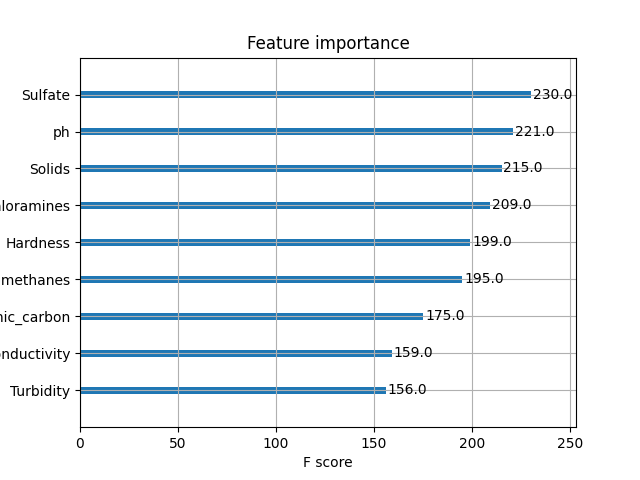 Feature importance
Sulfate 230.0
ph 221.0
Solids 215.0
loramines 209.0
Hardness 199.0
methanes 195.0
nic_carbon 175.0
onductivity 159.0
Turbidity 156.0
0 50 100 150 200 250
F score